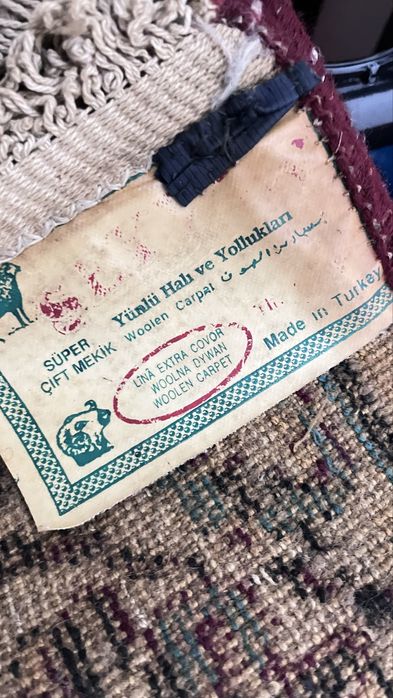 Yünlü Halı ve Yollukları
SÜPER
ÇİFT MEKİK
Woolen Carpal
Made in Turkey
LINA EXTRA COVOR
WOOLNA DYWAN
WOOLEN CARPET